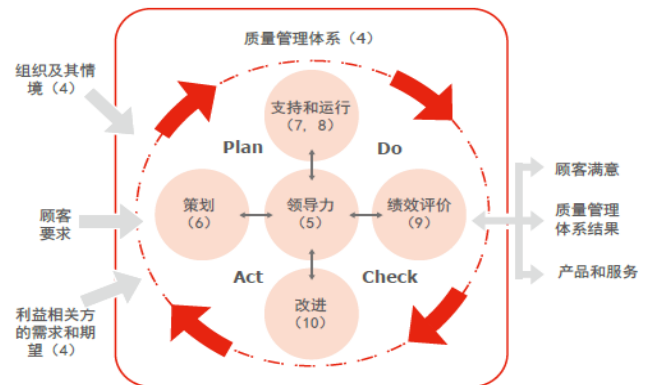 质量管理体系（4）
组织及其情
境（4）
支持和运行
（7，8）
Plan
Do
顾客
要求
策划
（6）
领导力
（5）
绩效评价
（9）
顾客满意
质量管理
体系结果
产品和服务
Act
Check
改进
（10）
利益相关方
的需求和期
望（4）